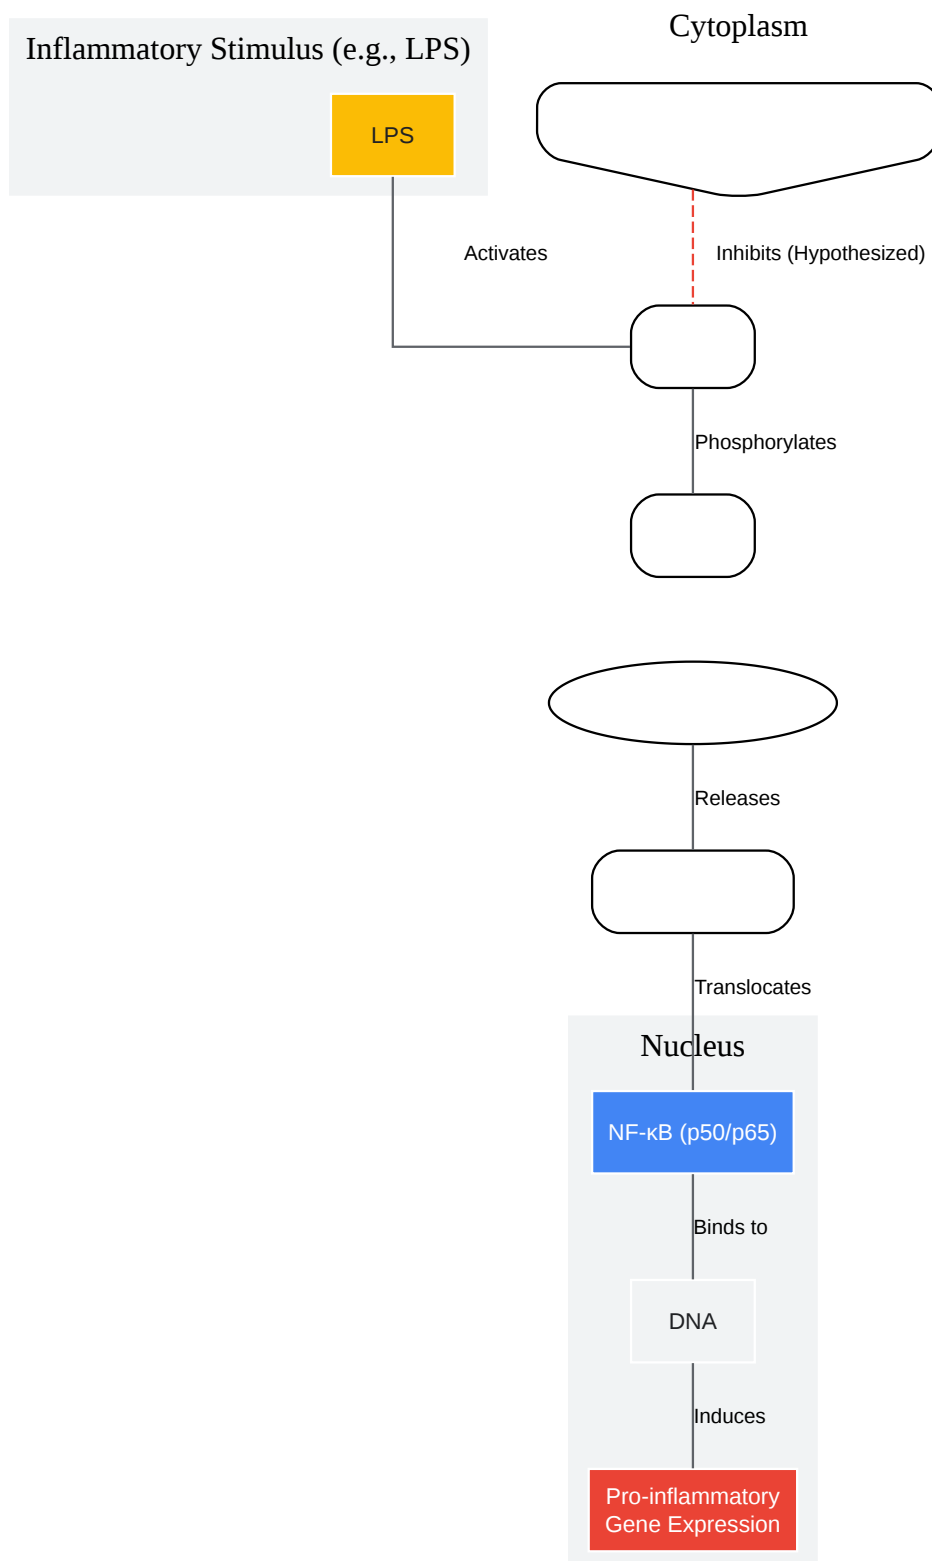 Cytoplasm
Inflammatory Stimulus (e.g., LPS)
LPS
Activates
Inhibits (Hypothesized)
Phosphorylates
Releases
Translocates
Nucleus
NF-κB (p50/p65)
Binds to
DNA
Induces
Pro-inflammatory
Gene Expression